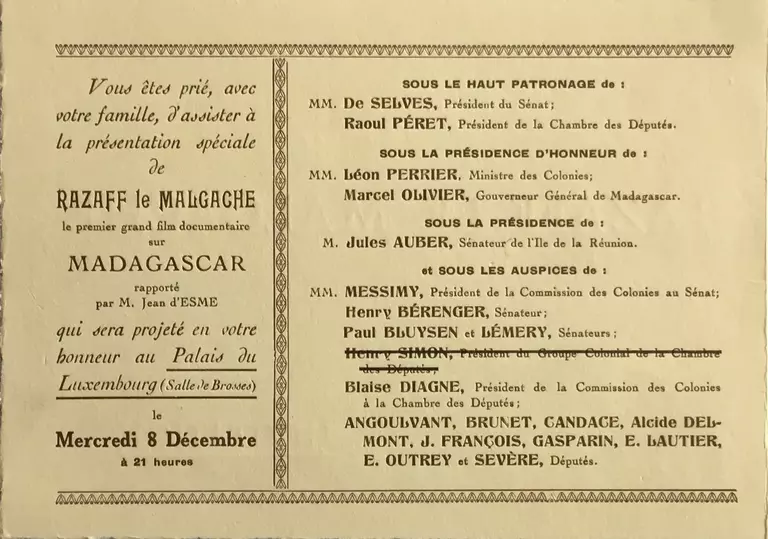 Vous êtes prié, avec
votre famille, d'assister à
la présentation spéciale
de
RAZAFF le MALGACHE
le premier grand film documentaire
sur
MADAGASCAR
rapporté
par M. Jean d'ESME
qui sera projeté en votre
honneur au Palais du
Luxembourg (Salle de Brosses)
le
Mercredi 8 Décembre
à 21 heures
SOUS LE HAUT PATRONAGE de :
MM. De SELVES, Président du Sénat;
Raoul PÉRET, Président de la Chambre des Députés.
SOUS LA PRÉSIDENCE D'HONNEUR de :
MM. Léon PERRIER, Ministre des Colonies;
Marcel OLIVIER, Gouverneur Général de Madagascar.
SOUS LA PRÉSIDENCE de :
M. Jules AUBER, Sénateur de l'Ile de la Réunion.
et SOUS LES AUSPICES de :
MM. MESSIMY, Président de la Commission des Colonies au Sénat;
Henry BÉRENGER, Sénateur;
Paul BLUYSEN et LÉMERY, Sénateurs;
Henry SIMON, Président du Groupe Colonial de la Chambre
des Députés;
Blaise DIAGNE, Président de la Commission des Colonies
à la Chambre des Députés;
ANGOULVANT, BRUNET, CANDACE, Alcide DEL-
MONT, J. FRANÇOIS, GASPARIN, E. LAUTIER,
E. OUTREY et SEVÈRE, Députés.